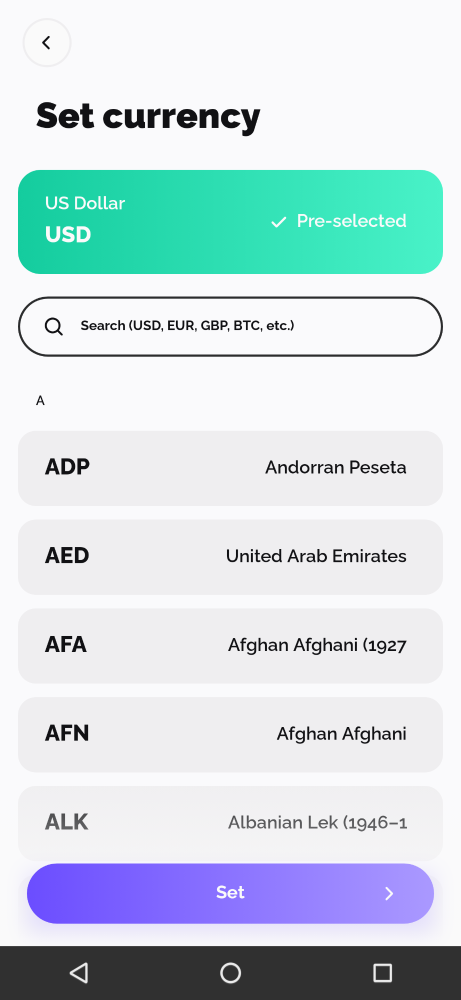 Set currency
US Dollar
USD
Pre-selected
Search (USD, EUR, GBP, BTC, etc.)
A
ADP
Andorran Peseta
AED
United Arab Emirates
AFA
Afghan Afghani (1927
AFN
Afghan Afghani
ALK
Albanian Lek (1946–1
Set